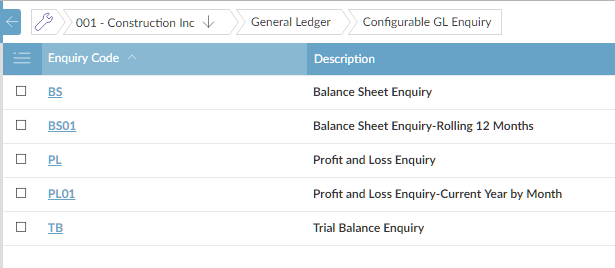 001 - Construction Inc General Ledger Configurable GL Enquiry
Enquiry Code Description
BS Balance Sheet Enquiry
BS01 Balance Sheet Enquiry-Rolling 12 Months
PL Profit and Loss Enquiry
PL01 Profit and Loss Enquiry-Current Year by Month
TB Trial Balance Enquiry